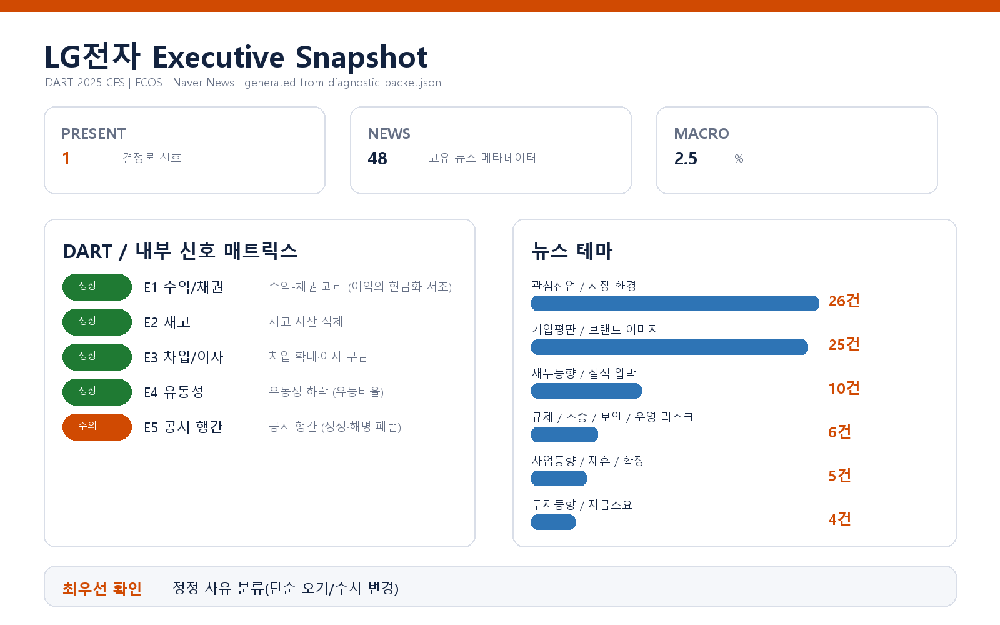 LG전자 Executive Snapshot
DART 2025 CFS | ECOS | Naver News | generated from diagnostic-packet.json
PRESENT
1 결정론 신호
NEWS
48 고유 뉴스 메타데이터
MACRO
2.5 %
DART / 내부 신호 매트릭스
정상 E1 수익/채권 수익-채권 괴리 (이익의 현금화 저조)
정상 E2 재고 재고 자산 적체
정상 E3 차입/이자 차입 확대·이자 부담
정상 E4 유동성 유동성 하락 (유동비율)
주의 E5 공시 행간 공시 행간 (정정·해명 패턴)
뉴스 테마
관심산업 / 시장 환경
26건
기업평판 / 브랜드 이미지
25건
재무동향 / 실적 압박
10건
규제 / 소송 / 보안 / 운영 리스크
6건
사업동향 / 제휴 / 확장
5건
투자동향 / 자금소요
4건
최우선 확인 정정 사유 분류(단순 오기/수치 변경)